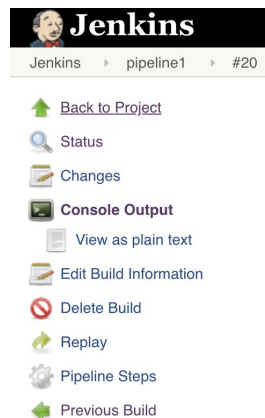 Jenkins
Jenkins pipeline1 #20
Back to Project
Status
Changes
Console Output
View as plain text
Edit Build Information
Delete Build
Replay
Pipeline Steps
Previous Build